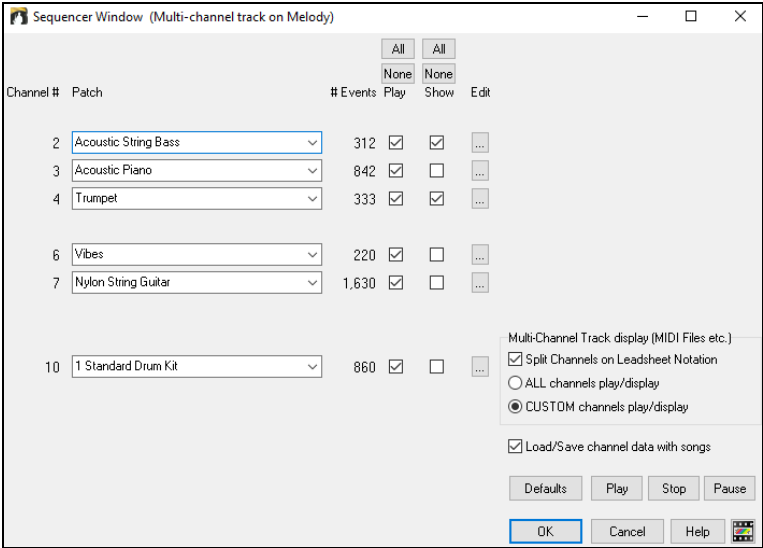 Sequencer Window (Multi-channel track on Melody)
All All
None None
Channel # Patch # Events Play Show Edit
2 Acoustic String Bass 312 ...
3 Acoustic Piano 842 ...
4 Trumpet 333 ...
6 Vibes 220 ...
7 Nylon String Guitar 1,630 ...
Multi-Channel Track display (MIDI Files etc.)
Split Channels on Leadsheet Notation
10 1 Standard Drum Kit 860 ...
ALL channels play/display
CUSTOM channels play/display
Load/Save channel data with songs
Defaults Play Stop Pause
OK Cancel Help